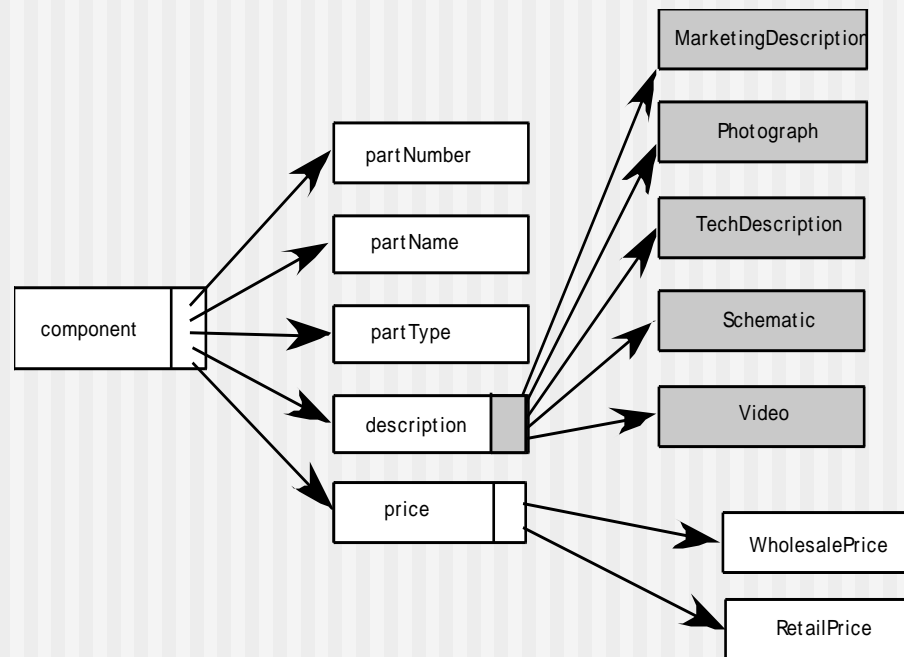 component
partNumber
partName
partType
description
price
MarketingDescription
Photograph
TechDescription
Schematic
Video
WholesalePrice
RetailPrice